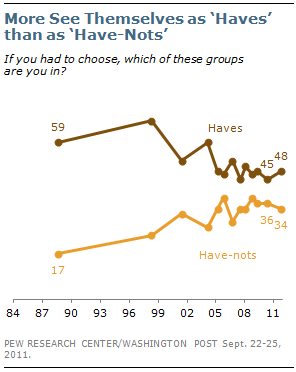 More See Themselves as ‘Haves’
than as ‘Have-Nots’
If you had to choose, which of these groups
are you in?
59
Haves
45 48
17
36 34
Have-nots
84 87 90 93 96 99 02 05 08 11
PEW RESEARCH CENTER/WASHINGTON POST Sept. 22-25,
2011.